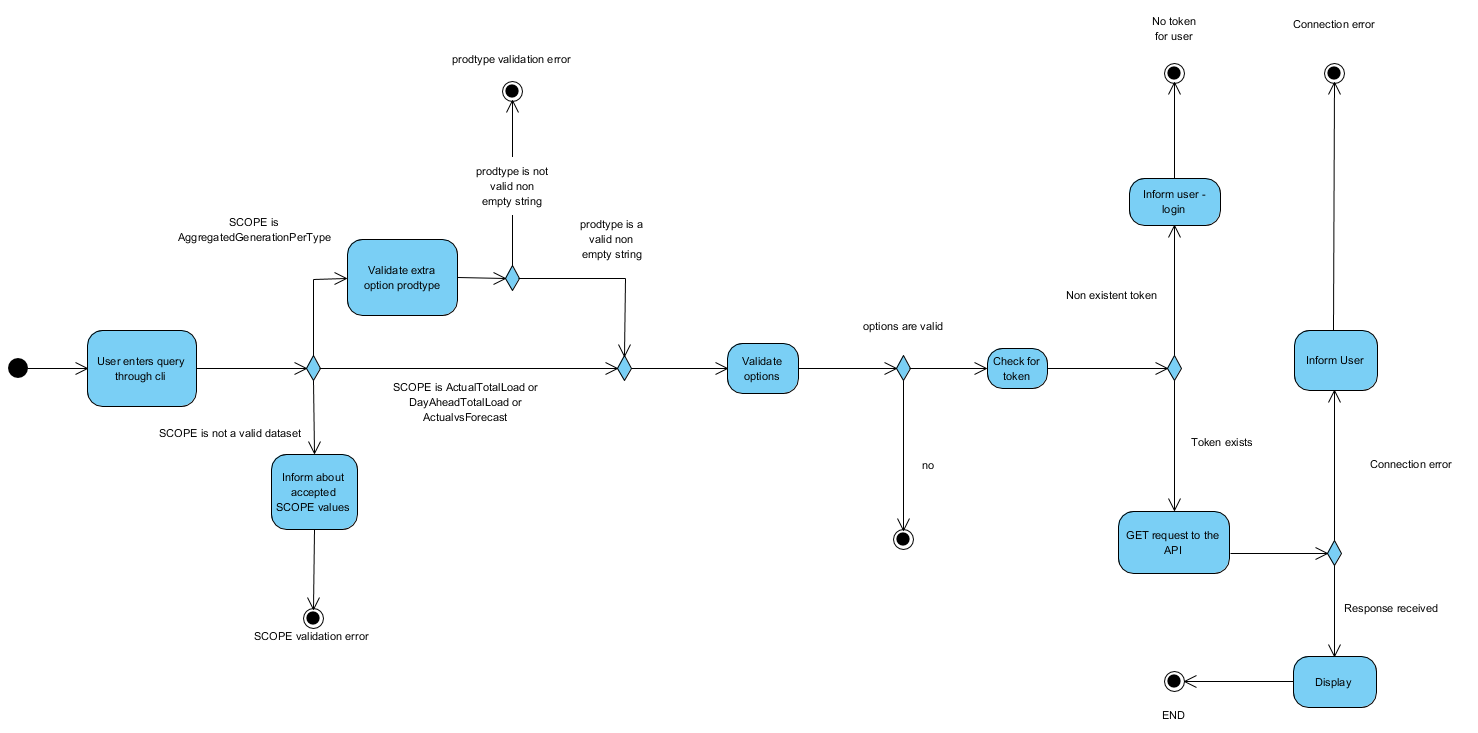 No token
for user
Connection error
prodtype validation error
prodtype is not
valid non
empty string
Inform user -
login
SCOPE is
AggregatedGenerationPerType
prodtype is a
valid non
empty string
Validate extra
option prodtype
Non existent token
options are valid
User enters query
through cli
Validate
options
Check for
token
Inform User
SCOPE is ActualTotalLoad or
DayAheadTotalLoad or
ActualvsForecast
SCOPE is not a valid dataset
Token exists
no
Connection error
Inform about
accepted
SCOPE values
GET request to the
API
Response received
SCOPE validation error
Display
END